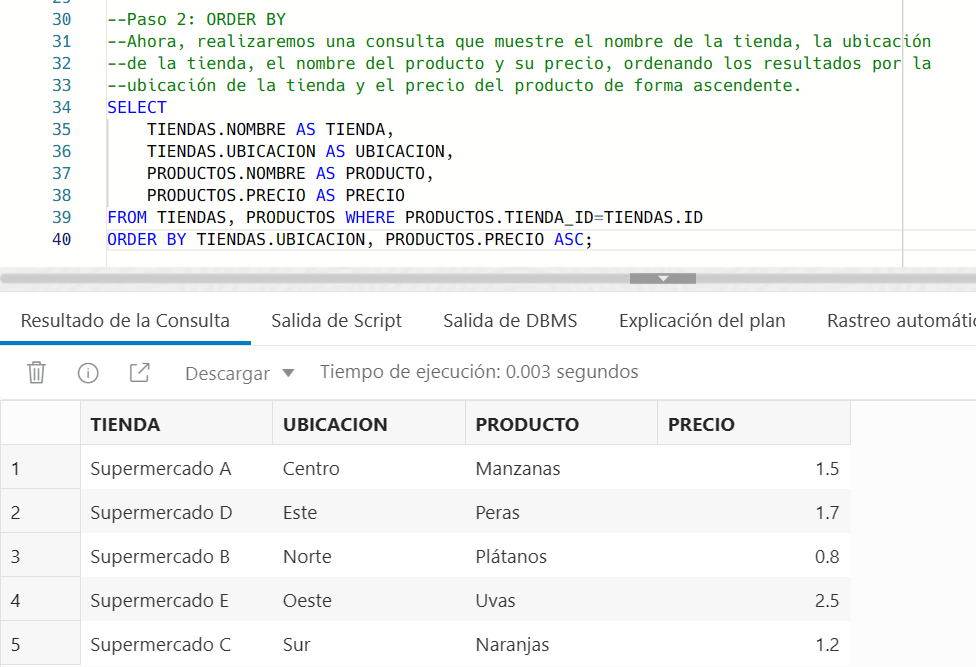 29
30 --Paso 2: ORDER BY
31 --Ahora, realizaremos una consulta que muestre el nombre de la tienda, la ubicación
32 --de la tienda, el nombre del producto y su precio, ordenando los resultados por la
33 --ubicación de la tienda y el precio del producto de forma ascendente.
34 SELECT
35 TIENDAS.NOMBRE AS TIENDA,
36 TIENDAS.UBICACION AS UBICACION,
37 PRODUCTOS.NOMBRE AS PRODUCTO,
38 PRODUCTOS.PRECIO AS PRECIO
39 FROM TIENDAS, PRODUCTOS WHERE PRODUCTOS.TIENDA_ID=TIENDAS.ID
40 ORDER BY TIENDAS.UBICACION, PRODUCTOS.PRECIO ASC;
Resultado de la Consulta Salida de Script Salida de DBMS Explicación del plan Rastreo automátic
Descargar Tiempo de ejecución: 0.003 segundos
TIENDA UBICACION PRODUCTO PRECIO
1 Supermercado A Centro Manzanas 1.5
2 Supermercado D Este Peras 1.7
3 Supermercado B Norte Plátanos 0.8
4 Supermercado E Oeste Uvas 2.5
5 Supermercado C Sur Naranjas 1.2